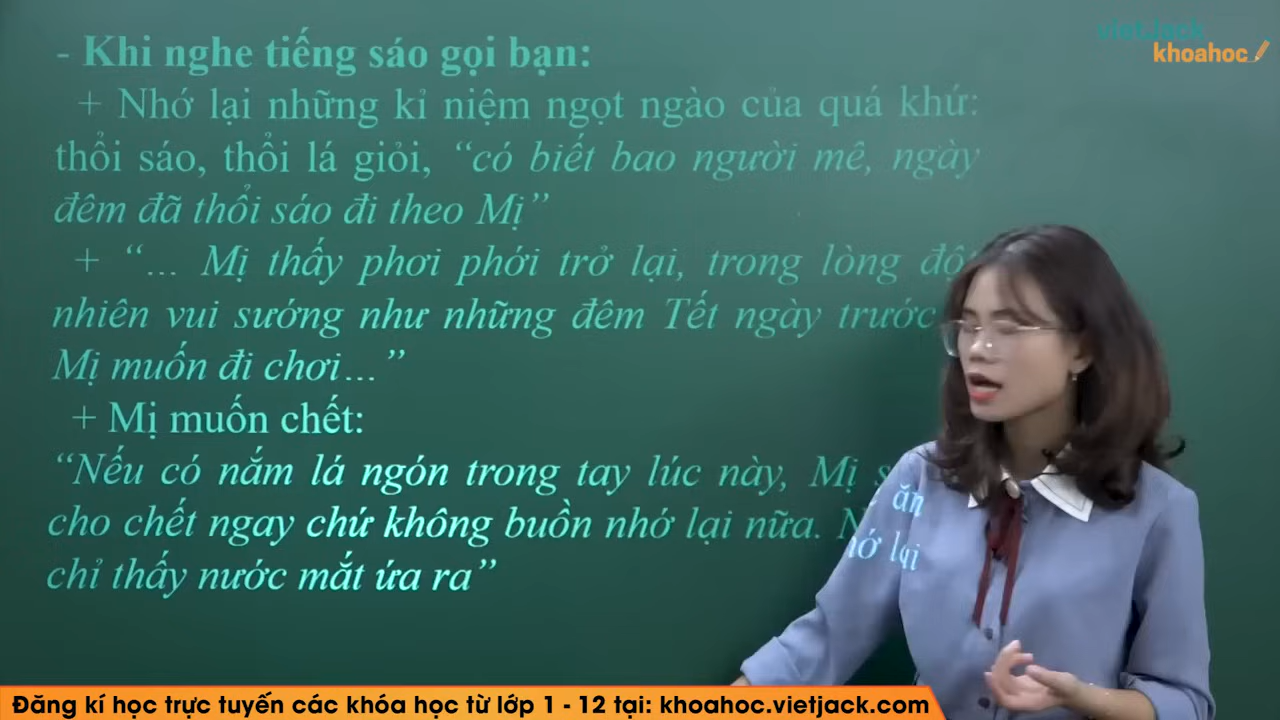 vietjack
khoahoc
- Khi nghe tiếng sáo gọi bạn:
+ Nhớ lại những kỉ niệm ngọt ngào của quá khứ:
thổi sáo, thổi lá giỏi, “có biết bao người mê, ngày
đêm đã thổi sáo đi theo Mị”
+ “... Mị thấy phơi phới trở lại, trong lòng
nhiên vui sướng như những đêm Tết ngày trước
Mị muốn đi chơi...”
+ Mị muốn chết:
“Nếu có nắm lá ngón trong tay lúc này, Mị ăn
cho chết ngay chứ không buồn nhớ lại nữa. lại
chỉ thấy nước mắt ứa ra”
Đăng kí học trực tuyến các khóa học từ lớp 1 - 12 tại: khoahoc.vietjack.com